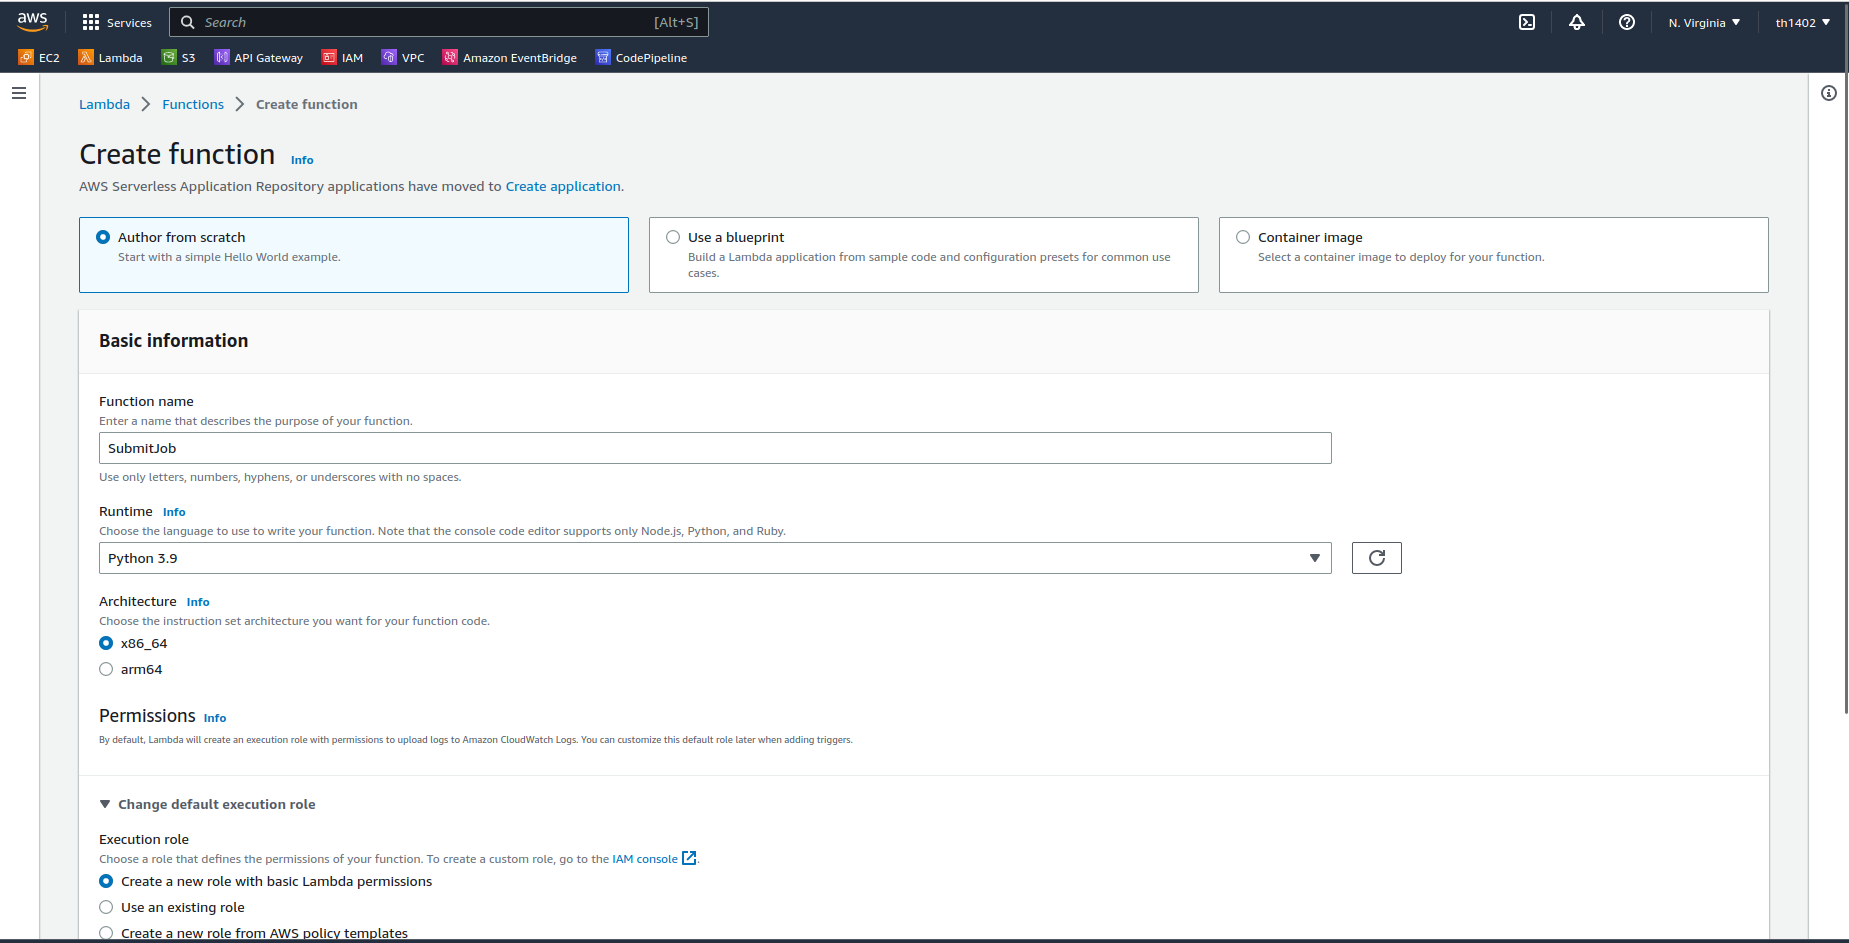 aws Services Search [Alt+S] N. Virginia th1402
EC2 Lambda S3 API Gateway IAM VPC Amazon EventBridge CodePipeline
Lambda Functions Create function
Create function Info
AWS Serverless Application Repository applications have moved to Create application.
Author from scratch
Start with a simple Hello World example.
Use a blueprint
Build a Lambda application from sample code and configuration presets for common use
cases.
Container image
Select a container image to deploy for your function.
Basic information
Function name
Enter a name that describes the purpose of your function.
SubmitJob
Use only letters, numbers, hyphens, or underscores with no spaces.
Runtime Info
Choose the language to use to write your function. Note that the console code editor supports only Node.js, Python, and Ruby.
Python 3.9
Architecture Info
Choose the instruction set architecture you want for your function code.
x86_64
arm64
Permissions Info
By default, Lambda will create an execution role with permissions to upload logs to Amazon CloudWatch Logs. You can customize this default role later when adding triggers.
Change default execution role
Execution role
Choose a role that defines the permissions of your function. To create a custom role, go to the IAM console.
Create a new role with basic Lambda permissions
Use an existing role
Create a new role from AWS policy templates